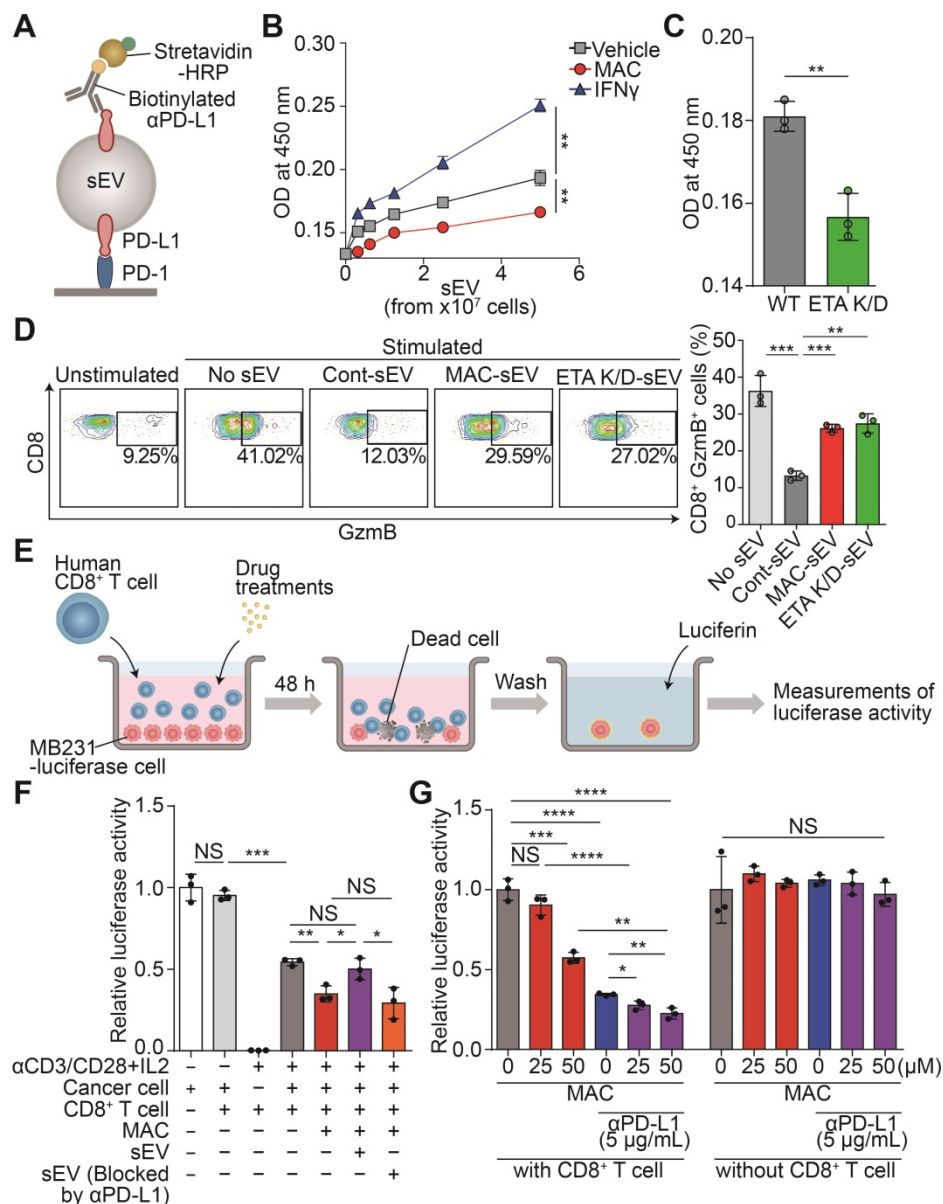 A
Stretavidin
-HRP
Biotinylated
αPD-L1
sEV
PD-L1
PD-1
B
OD at 450 nm
0.30
0.25
0.20
0.15
0
2
4
6
sEV
(from x10⁷ cells)
Vehicle
MAC
IFNγ
**
**
C
OD at 450 nm
0.20
0.18
0.16
0.14
**
WT
ETA K/D
D
Stimulated
Unstimulated
No sEV
Cont-sEV
MAC-sEV
ETA K/D-sEV
CD8
9.25%
41.02%
12.03%
29.59%
27.02%
GzmB
CD8⁺ GzmB⁺ cells (%)
50
40
30
20
10
0
**
*** ***
No sEV
Cont-sEV
MAC-sEV
ETA K/D-sEV
E
Human
CD8⁺ T cell
Drug
treatments
MB231
-luciferase cell
48 h
Dead cell
Wash
Luciferin
Measurements of
luciferase activity
F
Relative luciferase activity
1.5
1.0
0.5
0.0
NS
***
NS
NS
** * *
αCD3/CD28+IL2 − − + + + + +
Cancer cell + + − + + + +
CD8⁺ T cell − + + + + + +
MAC − − − − + + +
sEV − − − − − + −
sEV (Blocked
by αPD-L1) − − − − − − +
G
Relative luciferase activity
1.5
1.0
0.5
0.0
****
****
***
NS ****
**
**
*
NS
0 25 50 0 25 50 0 25 50 0 25 50 (μM)
MAC MAC
αPD-L1 αPD-L1
(5 μg/mL) (5 μg/mL)
with CD8⁺ T cell without CD8⁺ T cell